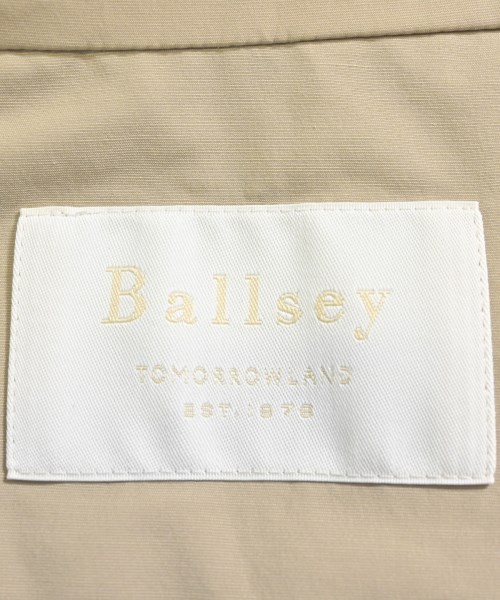 Ballsey
TOMORROWLAND
EST. 1978